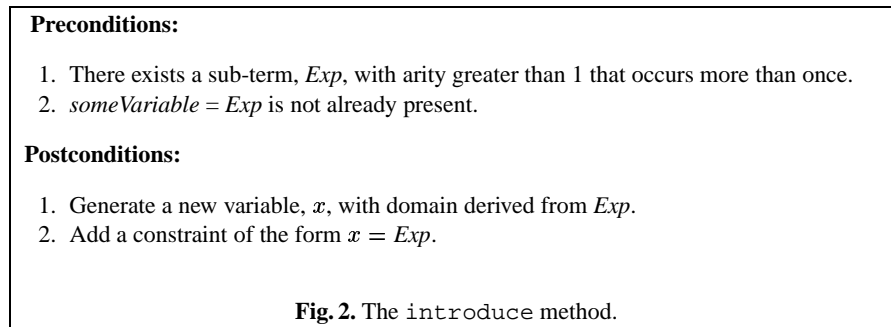 Preconditions:
1. There exists a sub-term, Exp, with arity greater than 1 that occurs more than once.
2. someVariable = Exp is not already present.
Postconditions:
1. Generate a new variable, x, with domain derived from Exp.
2. Add a constraint of the form x = Exp.
Fig. 2. The introduce method.